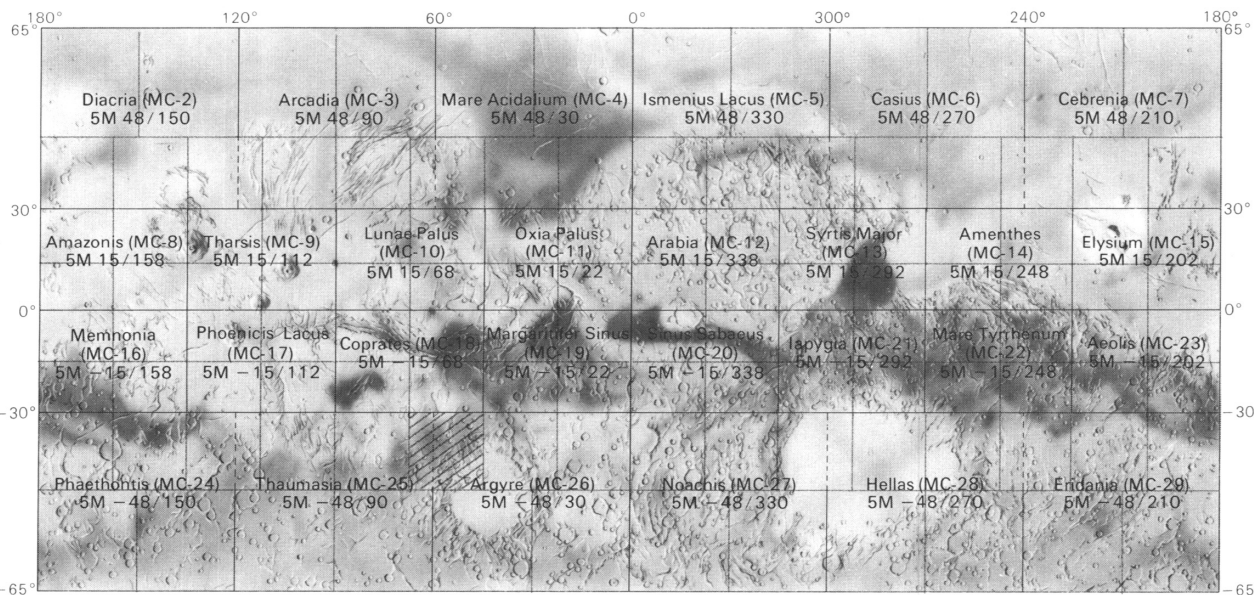 180° 120° 60° 0° 300° 240° 180°
65° 65°
Diacria (MC-2) Arcadia (MC-3) Mare Acidalium (MC-4) Ismenius Lacus (MC-5) Casius (MC-6) Cebrenia (MC-7)
5M 48/150 5M 48/90 5M 48/30 5M 48/330 5M 48/270 5M 48/210
30° 30°
Lunae Palus Oxia Palus Syrtis Major Amenthes
Amazonis (MC-8) Tharsis (MC-9) (MC-10) (MC-11) Arabia (MC-12) (MC-13) (MC-14) Elysium (MC-15)
5M 15/158 5M 15/112 5M 15/68 5M 15/22 5M 15/338 5M 15/292 5M 15/248 5M 15/202
0° 0°
Memnonia Phoenicis Lacus Margaritifer Sinus Sinus Sabaeus Mare Tyrrhenum
(MC-16) (MC-17) Coprates (MC-18) (MC-19) (MC-20) Iapygia (MC-21) (MC-22) Aeolis (MC-23)
5M −15/158 5M −15/112 5M −15/68 5M −15/22 5M −15/338 5M −15/292 5M −15/248 5M −15/202
−30° −30
Phaethontis (MC-24) Thaumasia (MC-25) Argyre (MC-26) Noachis (MC-27) Hellas (MC-28) Eridania (MC-29)
5M −48/150 5M −48/90 5M −48/30 5M −48/330 5M −48/270 5M −48/210
−65° −65